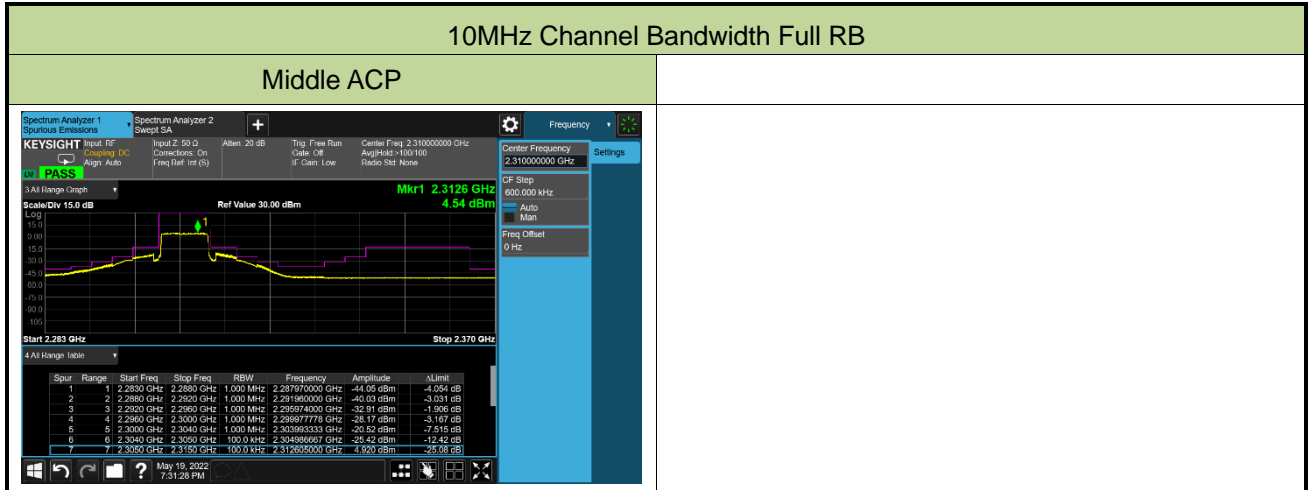 10MHz Channel Bandwidth Full RB
Middle ACP
Spectrum Analyzer 1
Spurious Emissions
Spectrum Analyzer 2
Swept SA
+
Frequency
KEYSIGHT
Input: RF
Coupling: DC
Align: Auto
Input Z: 50 Ω
Corrections: On
Freq Ref: Int (S)
Atten: 20 dB
Trig: Free Run
Gate: Off
IF Gain: Low
Center Freq: 2.310000000 GHz
Avg|Hold:>100/100
Radio Std: None
LXI PASS
Center Frequency
2.310000000 GHz
Settings
CF Step
600.000 kHz
Auto
Man
Freq Offset
0 Hz
3 All Range Graph
Mkr1 2.3126 GHz
Scale/Div 15.0 dB
Ref Value 30.00 dBm
4.54 dBm
Log
1
15.0
0.00
-15.0
-30.0
-45.0
-60.0
-75.0
-90.0
-105
Start 2.283 GHz
Stop 2.370 GHz
4 All Range Table
Spur Range Start Freq Stop Freq RBW Frequency Amplitude ΔLimit
1 1 2.2830 GHz 2.2880 GHz 1.000 MHz 2.287970000 GHz -44.05 dBm -4.054 dB
2 2 2.2880 GHz 2.2920 GHz 1.000 MHz 2.291960000 GHz -40.03 dBm -3.031 dB
3 3 2.2920 GHz 2.2960 GHz 1.000 MHz 2.295974000 GHz -32.91 dBm -1.906 dB
4 4 2.2960 GHz 2.3000 GHz 1.000 MHz 2.299977778 GHz -28.17 dBm -3.167 dB
5 5 2.3000 GHz 2.3040 GHz 1.000 MHz 2.303993333 GHz -20.52 dBm -7.515 dB
6 6 2.3040 GHz 2.3050 GHz 100.0 kHz 2.304986667 GHz -25.42 dBm -12.42 dB
7 7 2.3050 GHz 2.3150 GHz 100.0 kHz 2.312605000 GHz 4.920 dBm -25.08 dB
?
May 19, 2022
7:31:28 PM